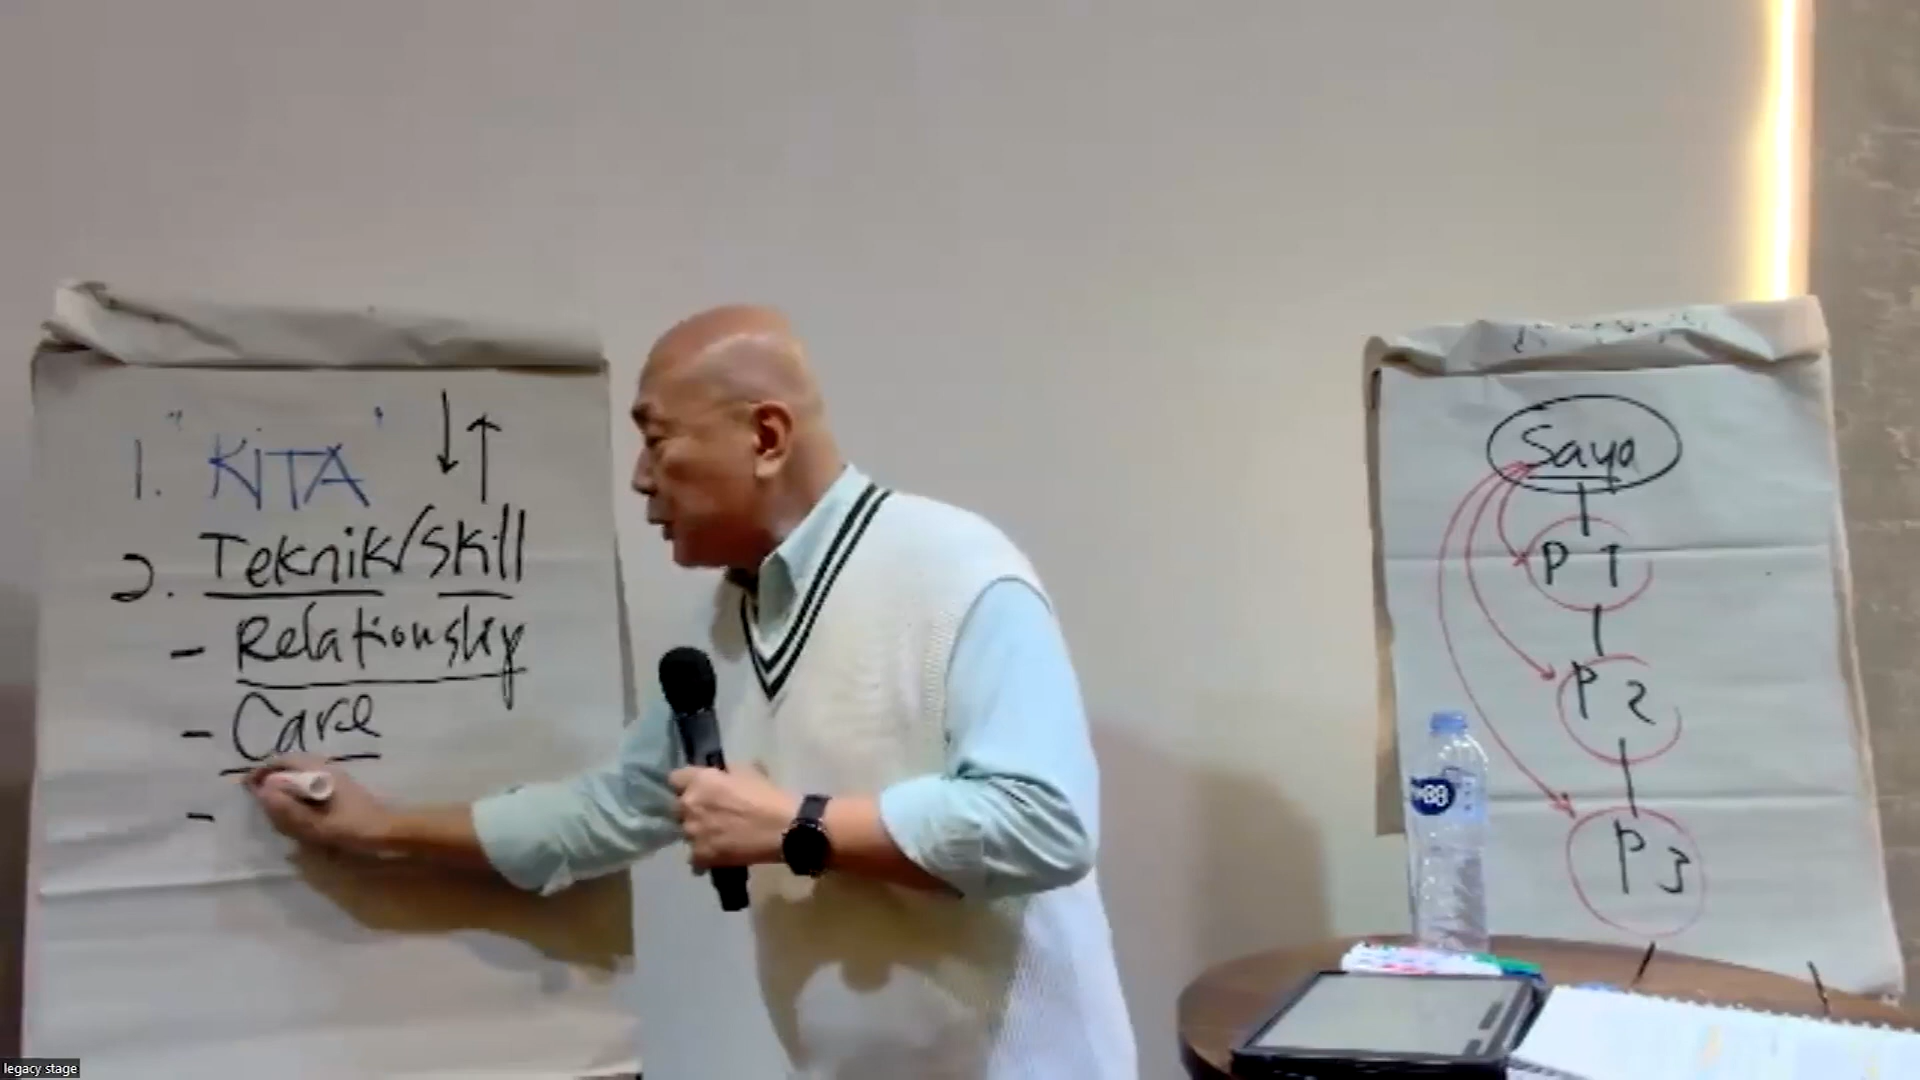 1. "KiTA"
2. Teknik/Skill
- Relationship
- Care
-
Saya
P 1
P 2
P 3
legacy stage